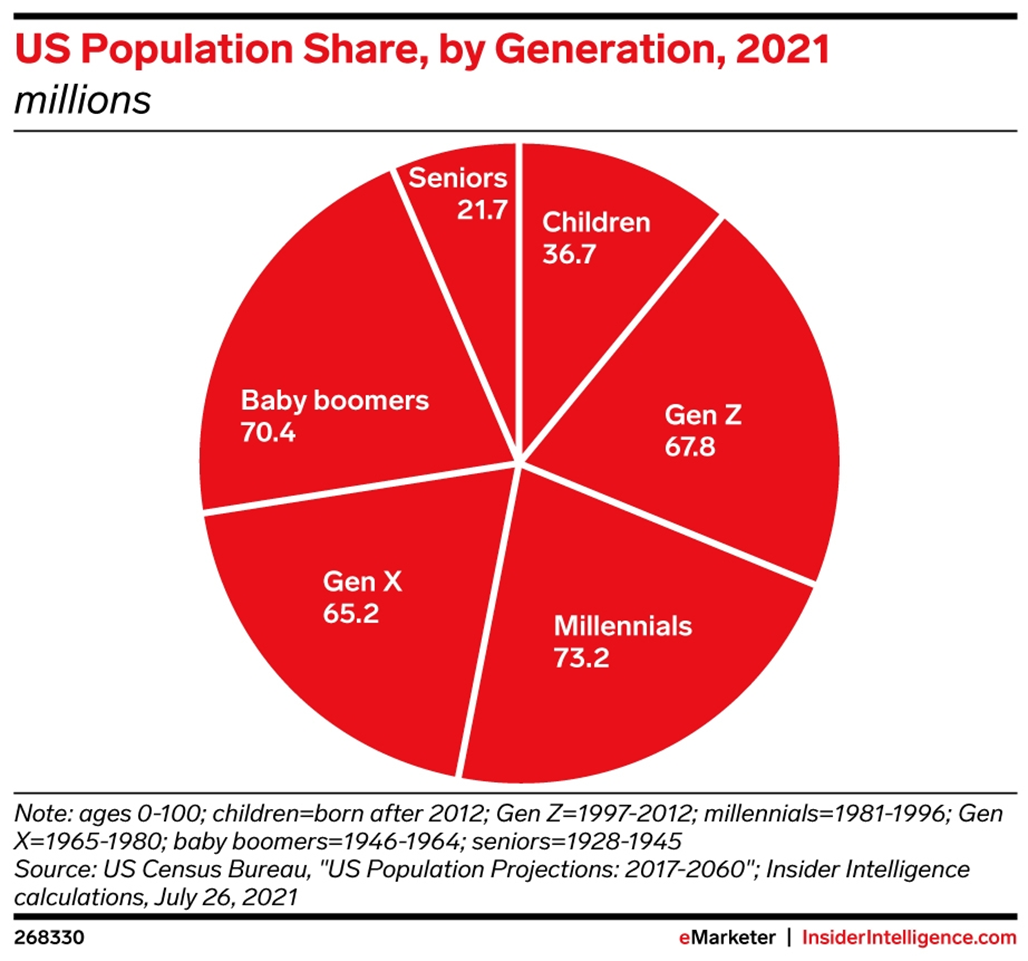 US Population Share, by Generation, 2021
millions
Seniors
21.7
Children
36.7
Baby boomers
70.4
Gen Z
67.8
Gen X
65.2
Millennials
73.2
Note: ages 0-100; children=born after 2012; Gen Z=1997-2012; millennials=1981-1996; Gen
X=1965-1980; baby boomers=1946-1964; seniors=1928-1945
Source: US Census Bureau, "US Population Projections: 2017-2060"; Insider Intelligence
calculations, July 26, 2021
268330
eMarketer | InsiderIntelligence.com